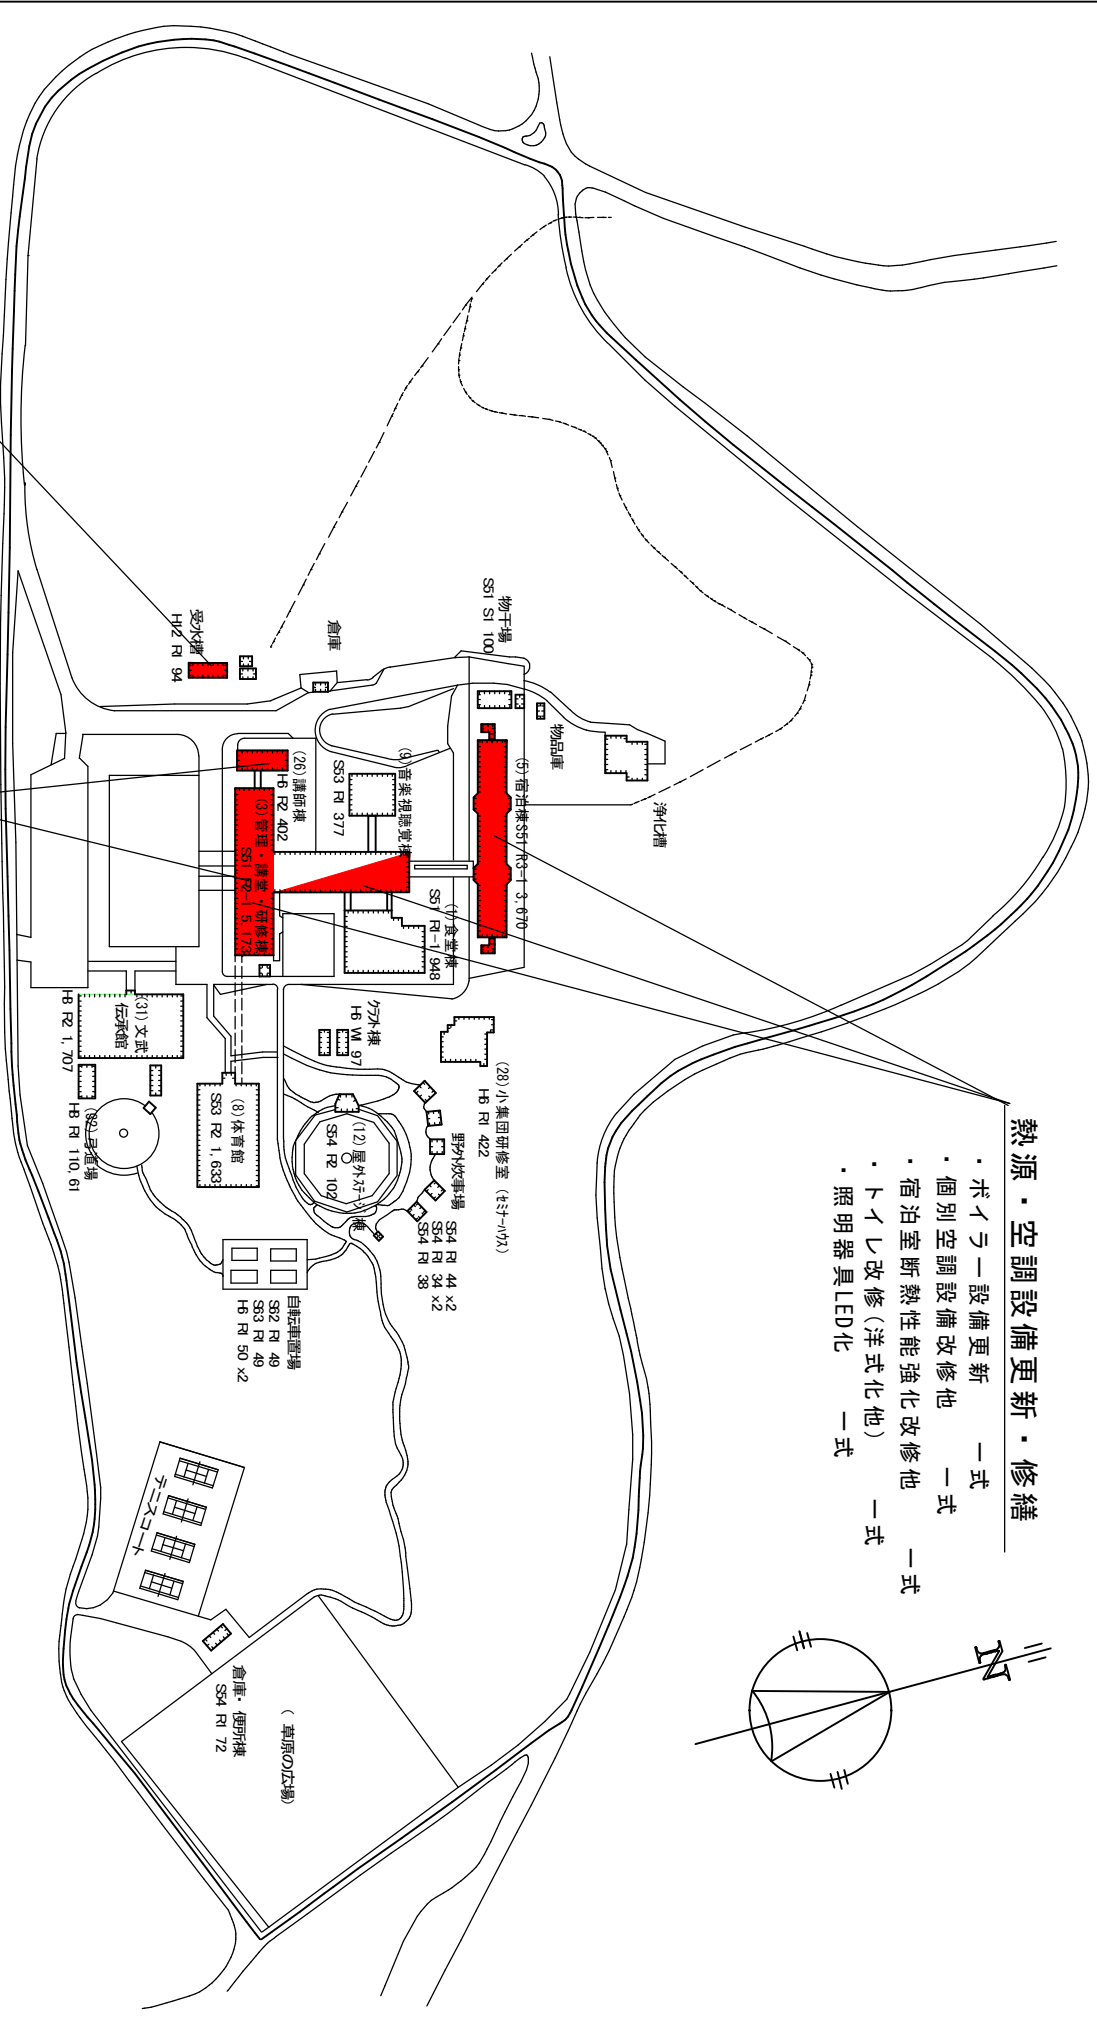 熱源・空調設備更新・修繕
・ボイラー設備更新　一式
・個別空調設備改修他　一式
・宿泊室断熱性能強化改修他　一式
・トイレ改修(洋式化他)　一式
・照明器具LED化　一式
N
浄化槽
物品庫
物干場
S51 S1 100
(5)宿泊棟S51 R3-1 3,670
倉庫
受水槽
H12 R1 94
(9)音楽視聴覚棟
S53 R1 377
(1)食堂棟
S51 R1-1 948
(26)講師棟
H6 R2 402
(3)管理・講堂・研修棟
S51 R2-1 5,173
(28)小集団研修室 (セミナーハウス)
H6 R1 422
クラフト棟
H6 W1 97
野外炊事場
S54 R1 44 x2
S54 R1 34 x2
S54 R1 38
(12)屋外ステージ棟
S54 R2 102
(8)体育館
S53 R2 1,633
(31)文武
伝承館
H8 R2 1,707
(32)弓道場
H8 R1 110,61
自転車置場
S62 R1 49
S63 R1 49
H6 R1 50 x2
テニスコート
倉庫・便所棟
S54 R1 72
(草原の広場)